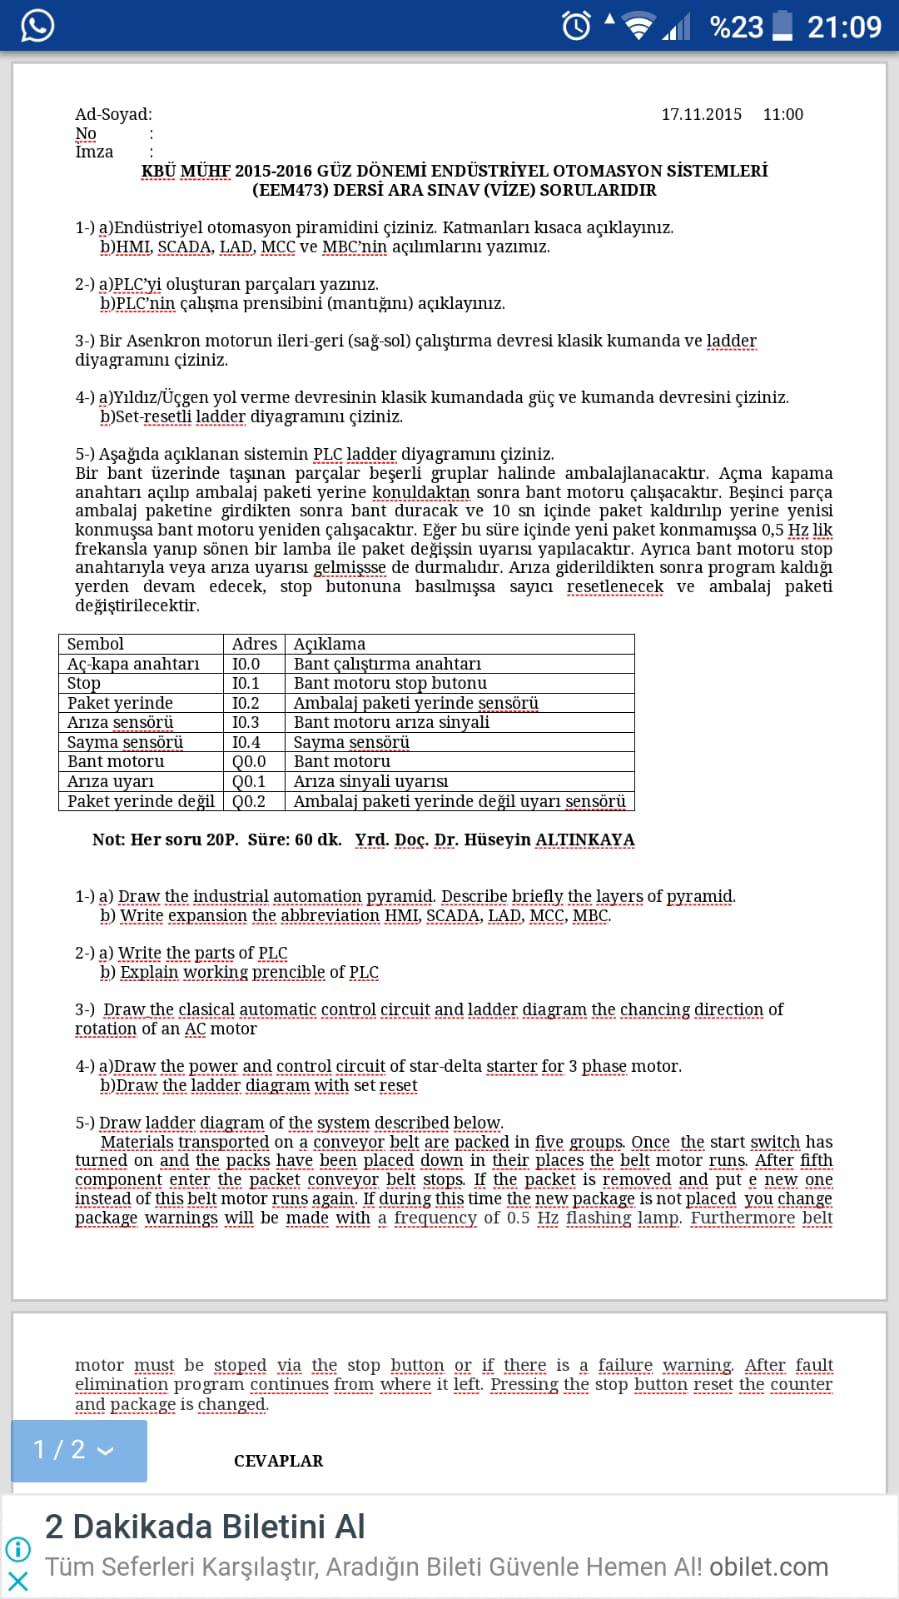 %23 21:09
Ad-Soyad: 17.11.2015 11:00
No :
İmza :
KBÜ MÜHF 2015-2016 GÜZ DÖNEMİ ENDÜSTRİYEL OTOMASYON SİSTEMLERİ
(EEM473) DERSİ ARA SINAV (VİZE) SORULARIDIR
1-) a)Endüstriyel otomasyon piramidini çiziniz. Katmanları kısaca açıklayınız.
b)HMI, SCADA, LAD, MCC ve MBC'nin açılımlarını yazımız.
2-) a)PLC'yi oluşturan parçaları yazınız.
b)PLC'nin çalışma prensibini (mantığını) açıklayınız.
3-) Bir Asenkron motorun ileri-geri (sağ-sol) çalıştırma devresi klasik kumanda ve ladder
diyagramını çiziniz.
4-) a)Yıldız/Üçgen yol verme devresinin klasik kumandada güç ve kumanda devresini çiziniz.
b)Set-resetli ladder diyagramını çiziniz.
5-) Aşağıda açıklanan sistemin PLC ladder diyagramını çiziniz.
Bir bant üzerinde taşınan parçalar beşerli gruplar halinde ambalajlanacaktır. Açma kapama
anahtarı açılıp ambalaj paketi yerine konuldaktan sonra bant motoru çalışacaktır. Beşinci parça
ambalaj paketine girdikten sonra bant duracak ve 10 sn içinde paket kaldırılıp yerine yenisi
konmuşsa bant motoru yeniden çalışacaktır. Eğer bu süre içinde yeni paket konmamışsa 0,5 Hz lik
frekansla yanıp sönen bir lamba ile paket değişsin uyarısı yapılacaktır. Ayrıca bant motoru stop
anahtarıyla veya arıza uyarısı gelmişsse de durmalıdır. Arıza giderildikten sonra program kaldığı
yerden devam edecek, stop butonuna basılmışsa sayıcı resetlenecek ve ambalaj paketi
değiştirilecektir.
Sembol Adres Açıklama
Aç-kapa anahtarı I0.0 Bant çalıştırma anahtarı
Stop I0.1 Bant motoru stop butonu
Paket yerinde I0.2 Ambalaj paketi yerinde sensörü
Arıza sensörü I0.3 Bant motoru arıza sinyali
Sayma sensörü I0.4 Sayma sensörü
Bant motoru Q0.0 Bant motoru
Arıza uyarı Q0.1 Arıza sinyali uyarısı
Paket yerinde değil Q0.2 Ambalaj paketi yerinde değil uyarı sensörü
Not: Her soru 20P. Süre: 60 dk. Yrd. Doç. Dr. Hüseyin ALTINKAYA
1-) a) Draw the industrial automation pyramid. Describe briefly the layers of pyramid.
b) Write expansion the abbreviation HMI, SCADA, LAD, MCC, MBC.
2-) a) Write the parts of PLC
b) Explain working prencible of PLC
3-) Draw the clasical automatic control circuit and ladder diagram the chancing direction of
rotation of an AC motor
4-) a)Draw the power and control circuit of star-delta starter for 3 phase motor.
b)Draw the ladder diagram with set reset
5-) Draw ladder diagram of the system described below.
Materials transported on a conveyor belt are packed in five groups. Once the start switch has
turned on and the packs have been placed down in their places the belt motor runs. After fifth
component enter the packet conveyor belt stops. If the packet is removed and put e new one
instead of this belt motor runs again. If during this time the new package is not placed you change
package warnings will be made with a frequency of 0.5 Hz flashing lamp. Furthermore belt
motor must be stoped via the stop button or if there is a failure warning. After fault
elimination program continues from where it left. Pressing the stop button reset the counter
and package is changed.
1 / 2
CEVAPLAR
2 Dakikada Biletini Al
Tüm Seferleri Karşılaştır, Aradığın Bileti Güvenle Hemen Al! obilet.com